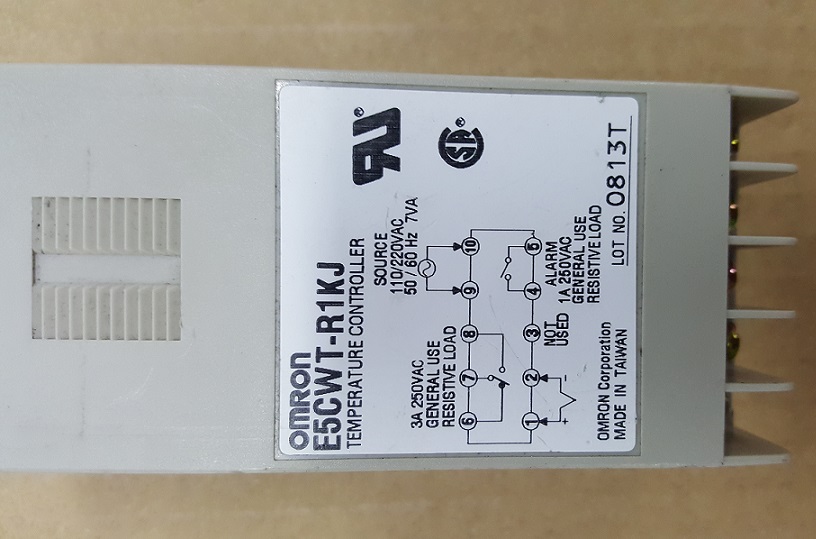 OMRON
E5CWT-R1KJ
TEMPERATURE CONTROLLER
3A 250VAC
GENERAL USE
RESISTIVE LOAD
SOURCE
110/220VAC
50/60 Hz 7VA
6 7 8 9 10
1 2 3 4 5
+ -
NOT
USED
ALARM
1A 250VAC
GENERAL USE
RESISTIVE LOAD
OMRON Corporation
MADE IN TAIWAN
LOT NO. 0813T